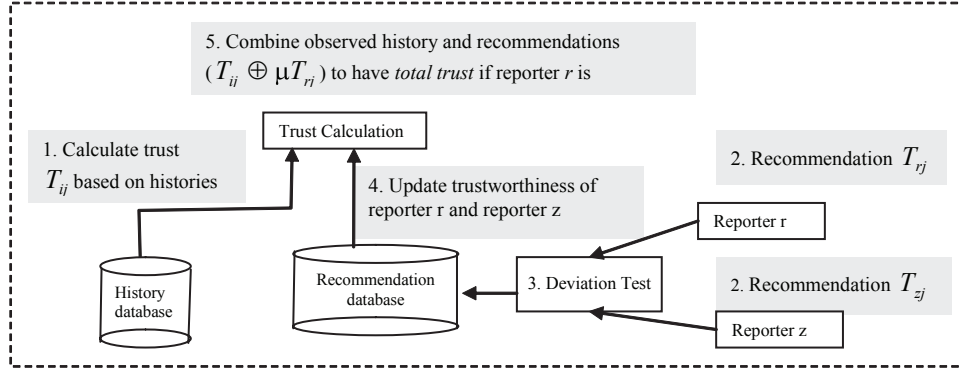 5. Combine observed history and recommendations
( T_ij ⊕ μT_rj ) to have total trust if reporter r is
Trust Calculation
1. Calculate trust
T_ij based on histories
2. Recommendation T_rj
4. Update trustworthiness of
reporter r and reporter z
Reporter r
History
database
Recommendation
database
3. Deviation Test
2. Recommendation T_zj
Reporter z